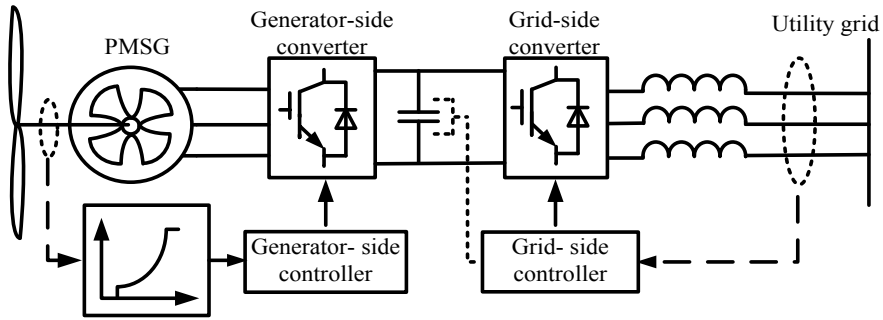 Generator-side
converter
Grid-side
converter
Utility grid
PMSG
Generator- side
controller
Grid- side
controller